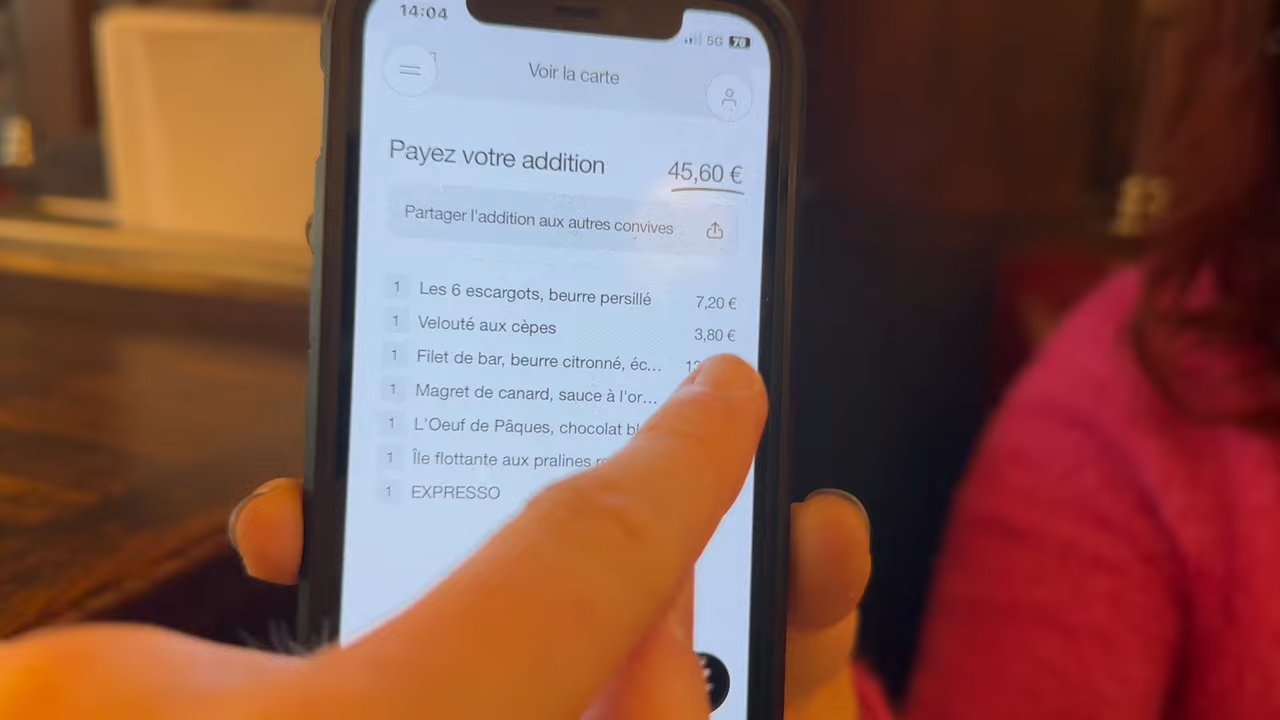 14:04
5G 76
Voir la carte
Payez votre addition 45,60 €
Partager l'addition aux autres convives
1 Les 6 escargots, beurre persillé 7,20 €
1 Velouté aux cèpes 3,80 €
1 Filet de bar, beurre citronné, éc...
1 Magret de canard, sauce à l'or...
1 L'Oeuf de Pâques, chocolat
1 Île flottante aux pralines
1 EXPRESSO